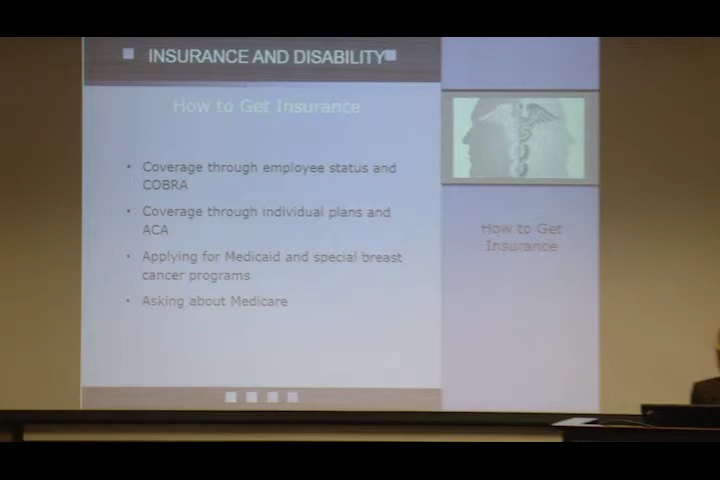 INSURANCE AND DISABILITY
How to Get Insurance
• Coverage through employee status and
COBRA
• Coverage through individual plans and
ACA
• Applying for Medicaid and special breast
cancer programs
• Asking about Medicare
How to Get
Insurance